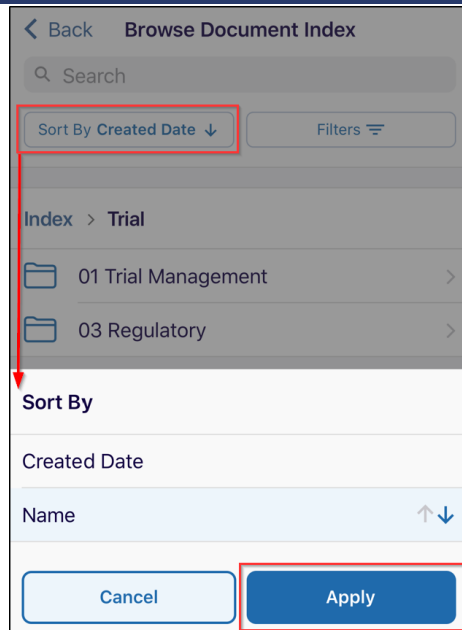 Back Browse Document Index
Search
Sort By Created Date ↓ Filters
Index > Trial
01 Trial Management
03 Regulatory
Sort By
Created Date
Name ↑↓
Cancel Apply